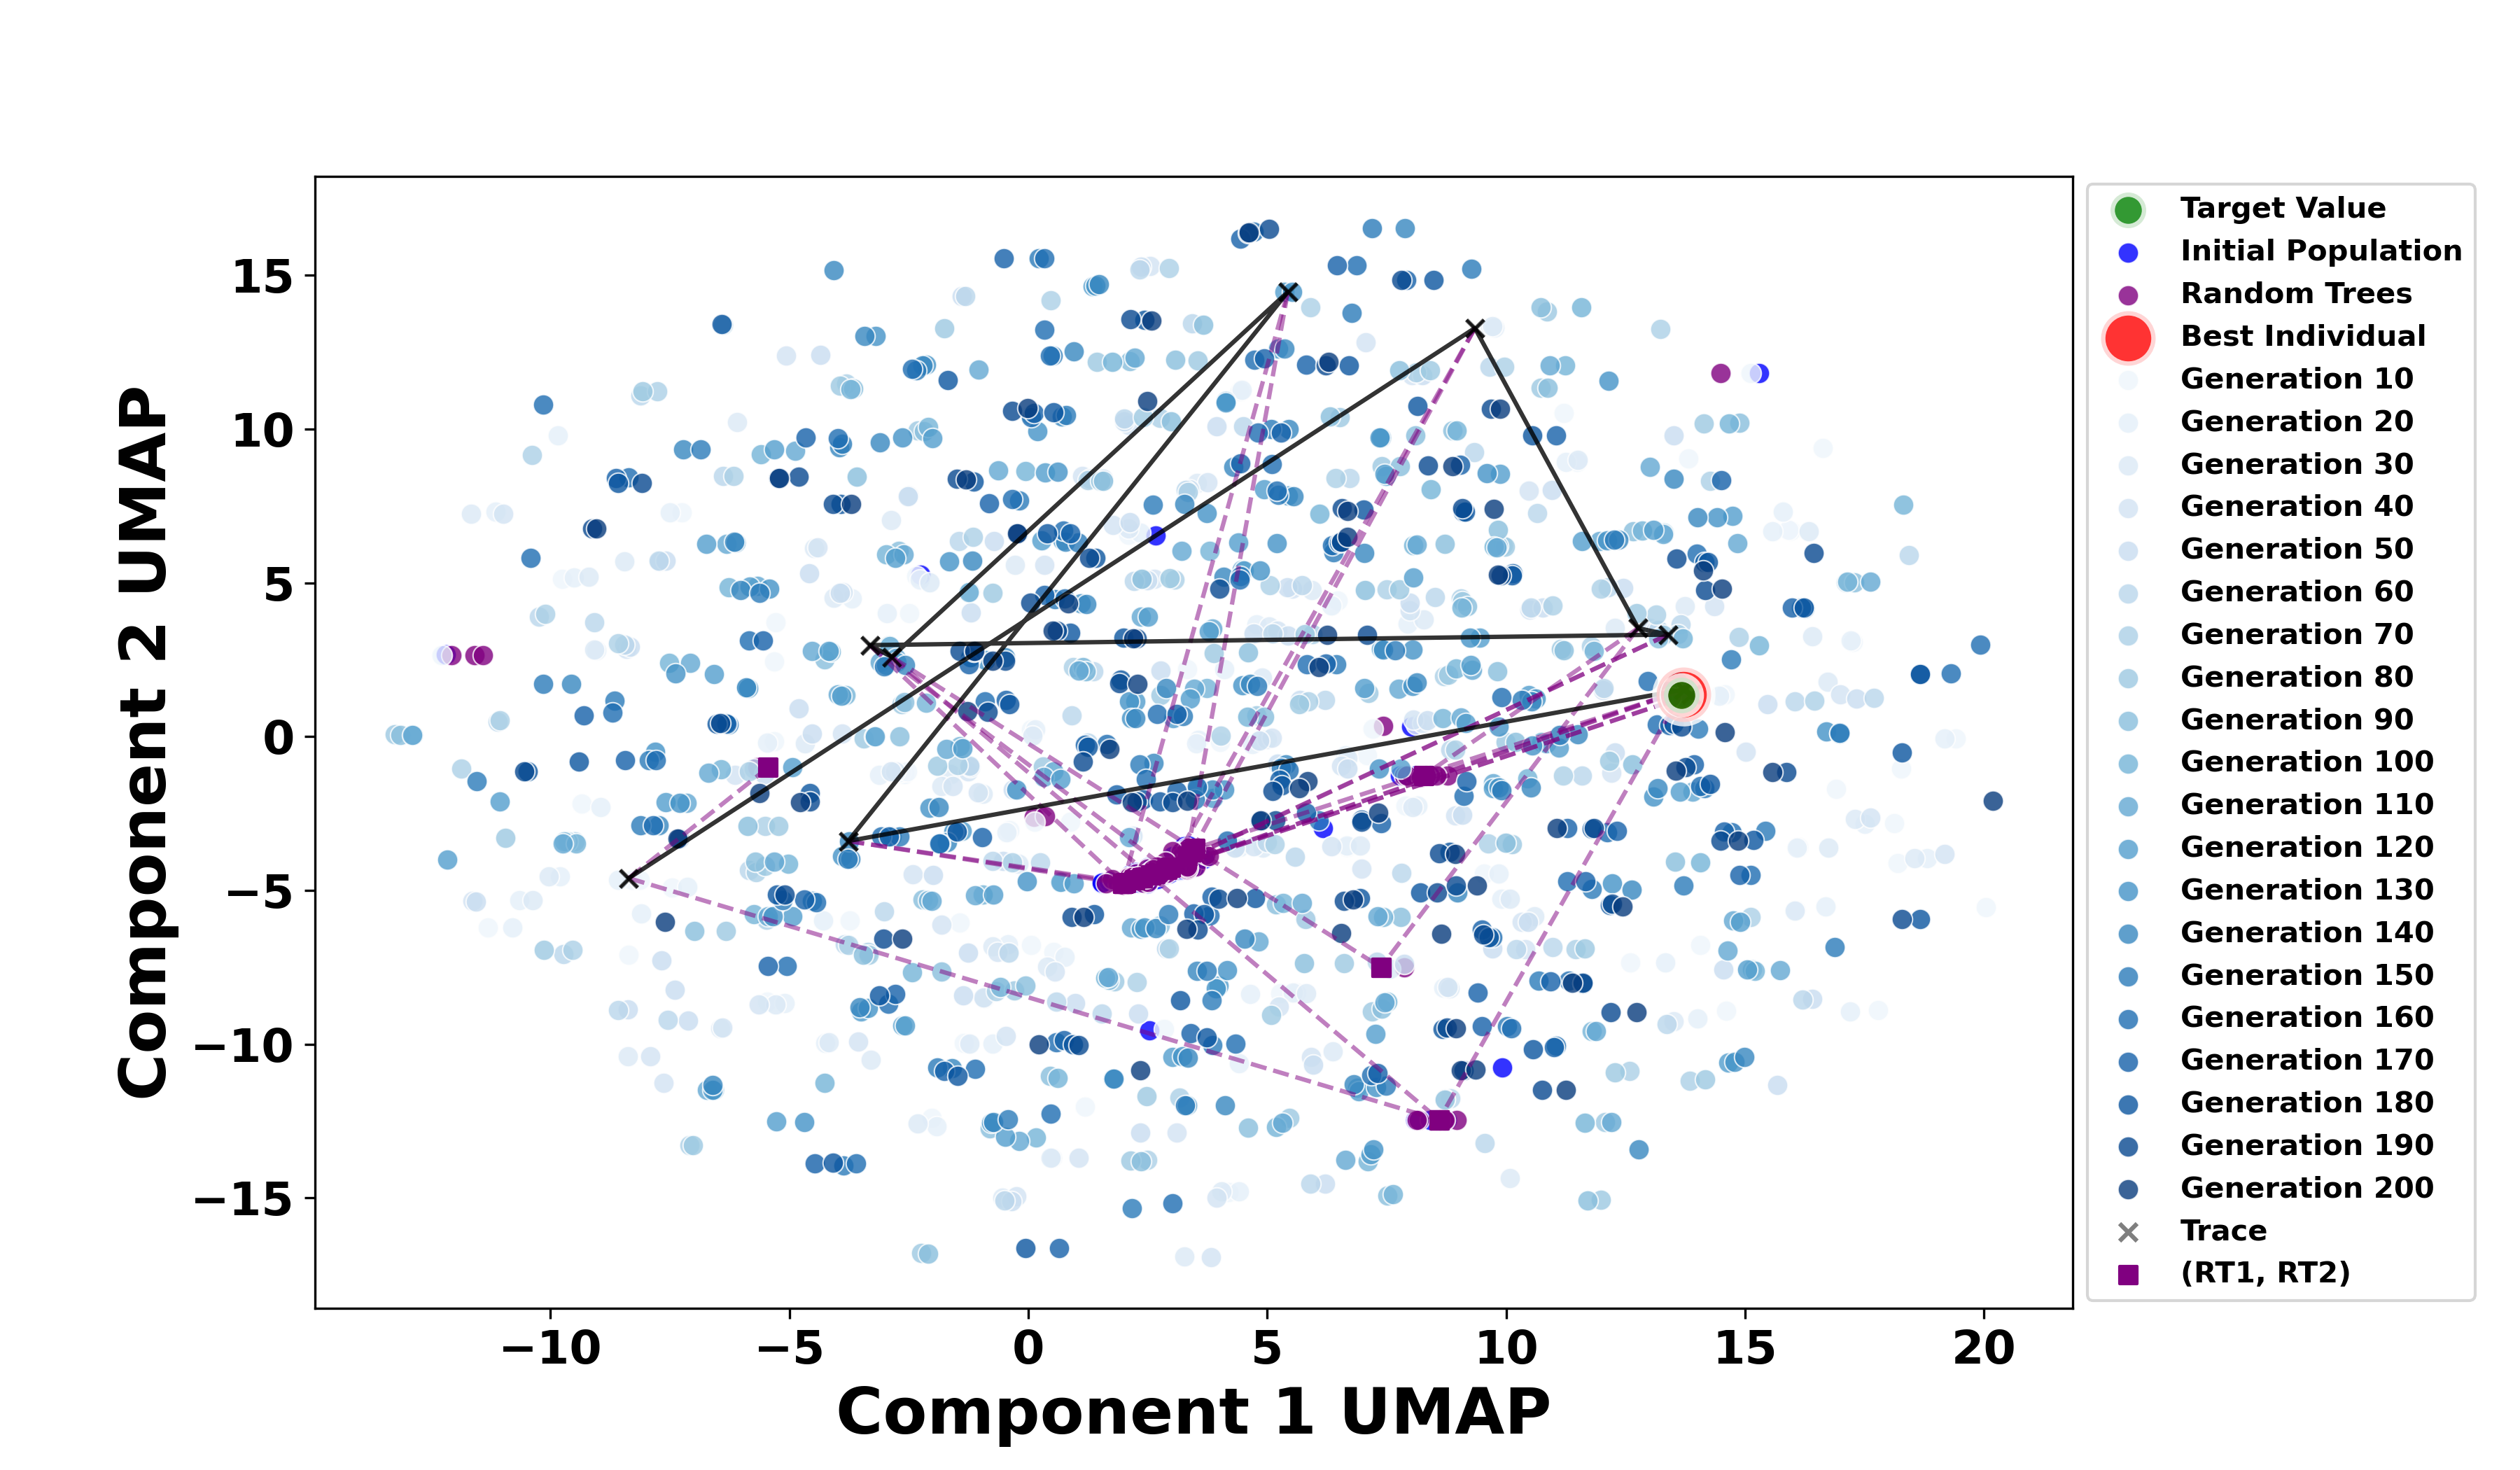 15
10
5
0
−5
−10
−15
Component 2 UMAP
−10
−5
0
5
10
15
20
Component 1 UMAP
Target Value
Initial Population
Random Trees
Best Individual
Generation 10
Generation 20
Generation 30
Generation 40
Generation 50
Generation 60
Generation 70
Generation 80
Generation 90
Generation 100
Generation 110
Generation 120
Generation 130
Generation 140
Generation 150
Generation 160
Generation 170
Generation 180
Generation 190
Generation 200
Trace
(RT1, RT2)